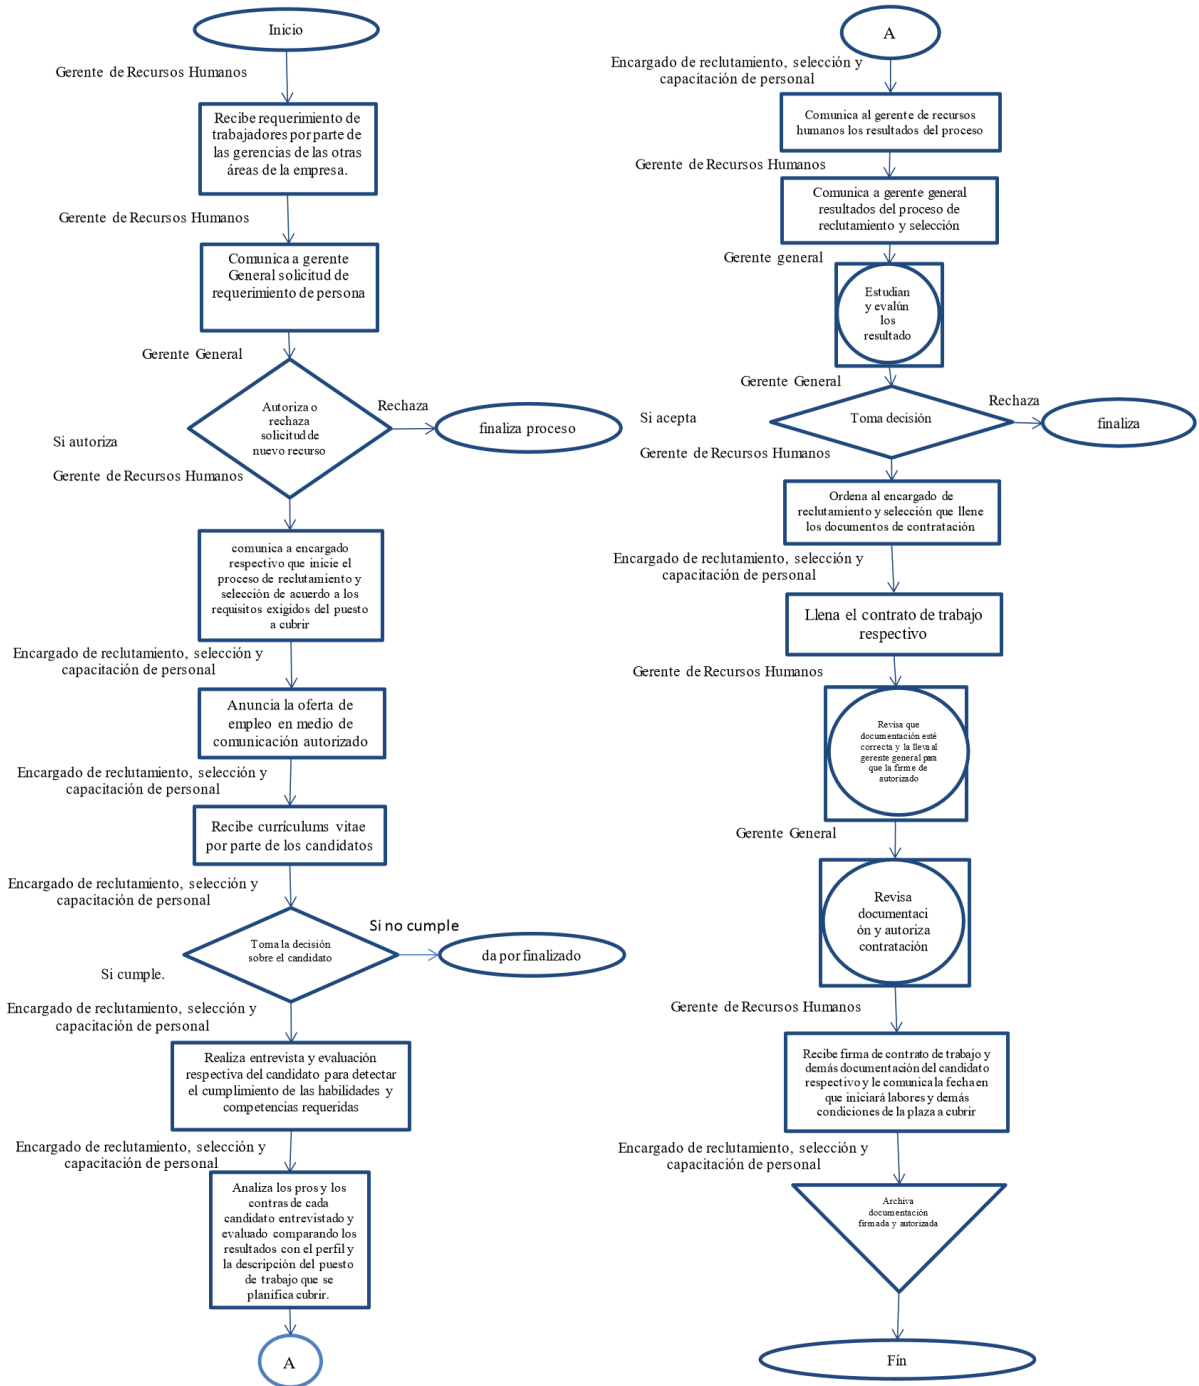 Inicio
Gerente de Recursos Humanos
Recibe requerimiento de
trabajadores por parte de
las gerencias de las otras
áreas de la empresa.
Gerente de Recursos Humanos
Comunica a gerente
General solicitud de
requerimiento de persona
Gerente General
Autoriza o
rechaza
solicitud de
nuevo recurso
Rechaza
finaliza proceso
Si autoriza
Gerente de Recursos Humanos
comunica a encargado
respectivo que inicie el
proceso de reclutamiento y
selección de acuerdo a los
requisitos exigidos del puesto
a cubrir
Encargado de reclutamiento, selección y
capacitación de personal
Anuncia la oferta de
empleo en medio de
comunicación autorizado
Encargado de reclutamiento, selección y
capacitación de personal
Recibe currículums vitae
por parte de los candidatos
Encargado de reclutamiento, selección y
capacitación de personal
Toma la decisión
sobre el candidato
Si no cumple
da por finalizado
Si cumple.
Encargado de reclutamiento, selección y
capacitación de personal
Realiza entrevista y evaluación
respectiva del candidato para detectar
el cumplimiento de las habilidades y
competencias requeridas
Encargado de reclutamiento, selección y
capacitación de personal
Analiza los pros y los
contras de cada
candidato entrevistado y
evaluado comparando los
resultados con el perfil y
la descripción del puesto
de trabajo que se
planifica cubrir.
A
A
Encargado de reclutamiento, selección y
capacitación de personal
Comunica al gerente de recursos
humanos los resultados del proceso
Gerente de Recursos Humanos
Comunica a gerente general
resultados del proceso de
reclutamiento y selección
Gerente general
Estudian
y evalún
los
resultado
Gerente General
Toma decisión
Rechaza
finaliza
Si acepta
Gerente de Recursos Humanos
Ordena al encargado de
reclutamiento y selección que llene
los documentos de contratación
Encargado de reclutamiento, selección y
capacitación de personal
Llena el contrato de trabajo
respectivo
Gerente de Recursos Humanos
Revisa que
documentación esté
correcta y la lleva al
gerente general para
que la firme de
autorizado
Gerente General
Revisa
documentaci
ón y autoriza
contratación
Gerente de Recursos Humanos
Recibe firma de contrato de trabajo y
demás documentación del candidato
respectivo y le comunica la fecha en
que iniciará labores y demás
condiciones de la plaza a cubrir
Encargado de reclutamiento, selección y
capacitación de personal
Archiva
documentación
firmada y autorizada
Fín